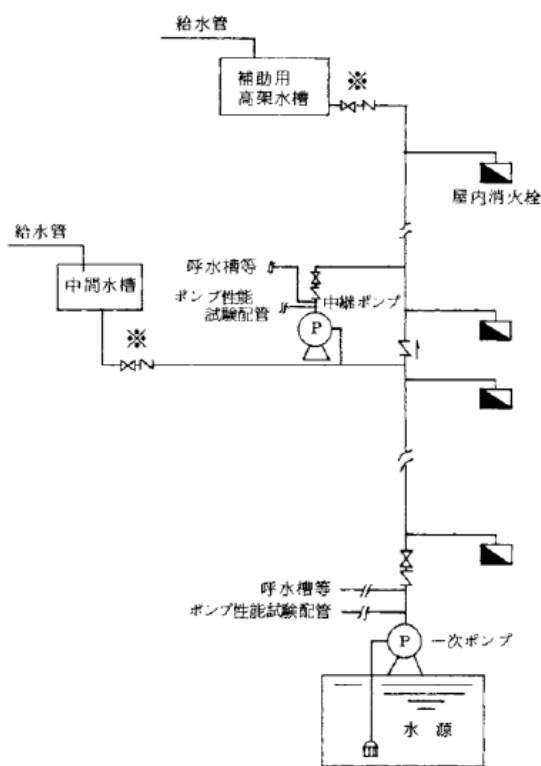 給水管
補助用
高架水槽
※
屋内消火栓
給水管
中間水槽
※
呼水槽等
ポンプ性能
試験配管
中継ポンプ
P
呼水槽等
ポンプ性能試験配管
P
一次ポンプ
水源